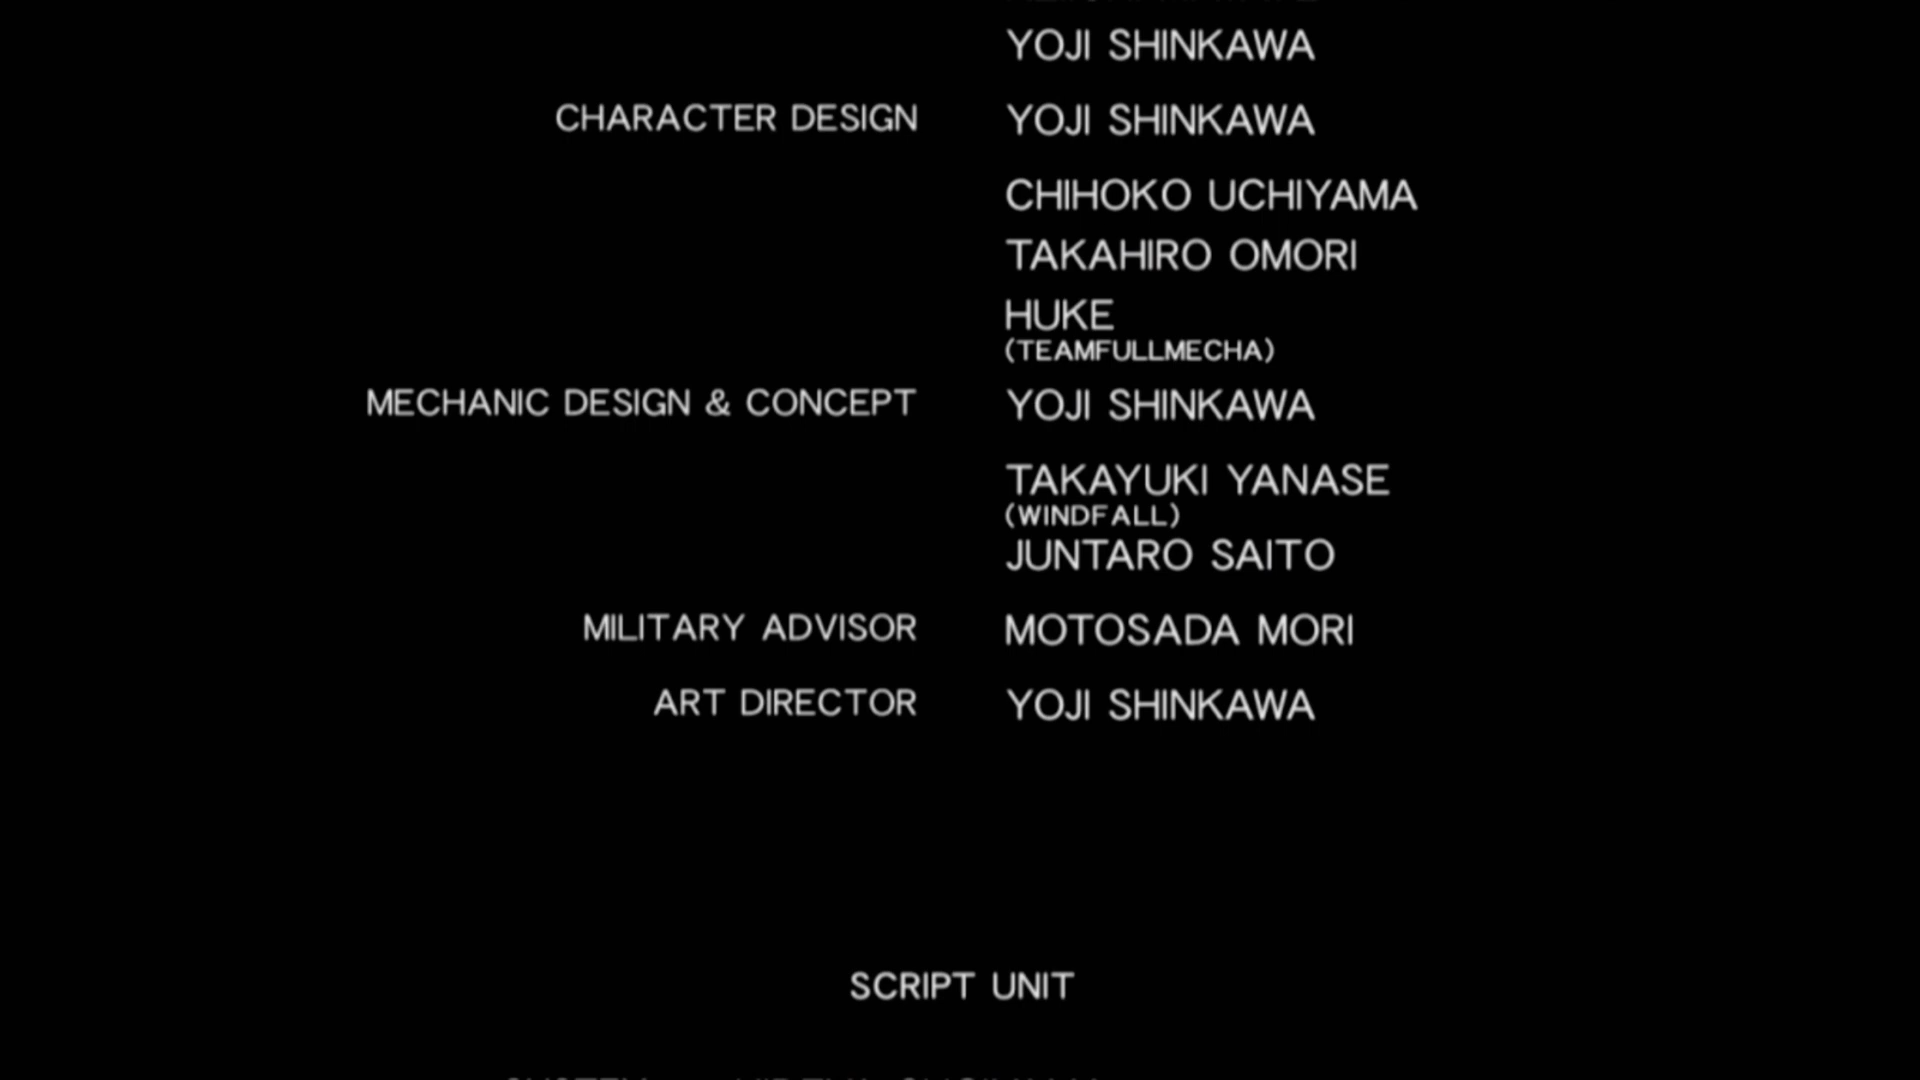 YOJI SHINKAWA
CHARACTER DESIGN YOJI SHINKAWA
CHIHOKO UCHIYAMA
TAKAHIRO OMORI
HUKE
(TEAMFULLMECHA)
MECHANIC DESIGN & CONCEPT YOJI SHINKAWA
TAKAYUKI YANASE
(WINDFALL)
JUNTARO SAITO
MILITARY ADVISOR MOTOSADA MORI
ART DIRECTOR YOJI SHINKAWA
SCRIPT UNIT